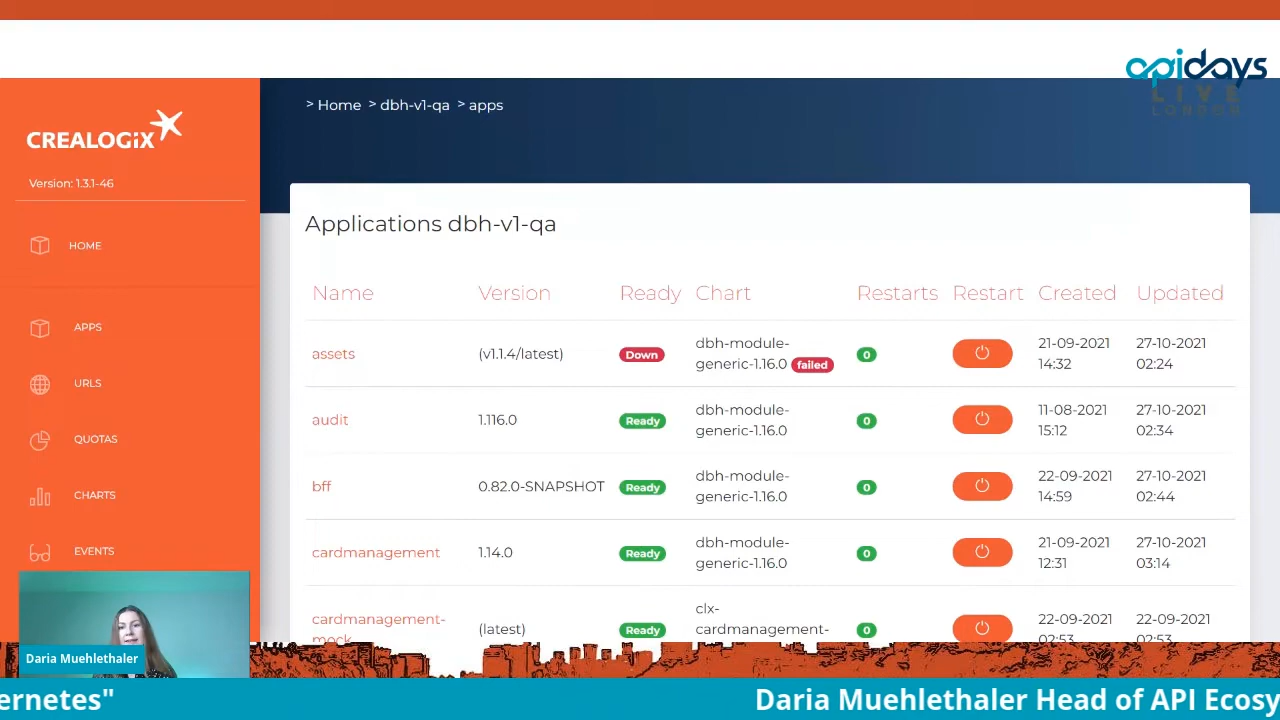 apidays
LIVE
LONDON
CREALOGIX
Version: 1.3.1-46
HOME
APPS
URLS
QUOTAS
CHARTS
EVENTS
> Home > dbh-v1-qa > apps
Applications dbh-v1-qa
Name Version Ready Chart Restarts Restart Created Updated
assets (v1.1.4/latest) Down dbh-module-generic-1.16.0 failed 0 21-09-2021 14:32 27-10-2021 02:24
audit 1.116.0 Ready dbh-module-generic-1.16.0 0 11-08-2021 15:12 27-10-2021 02:34
bff 0.82.0-SNAPSHOT Ready dbh-module-generic-1.16.0 0 22-09-2021 14:59 27-10-2021 02:44
cardmanagement 1.14.0 Ready dbh-module-generic-1.16.0 0 21-09-2021 12:31 27-10-2021 03:14
cardmanagement-mock (latest) Ready clx-cardmanagement- 0 22-09-2021 02:53 22-09-2021 02:53
Daria Muehlethaler
ernetes" Daria Muehlethaler Head of API Ecosy